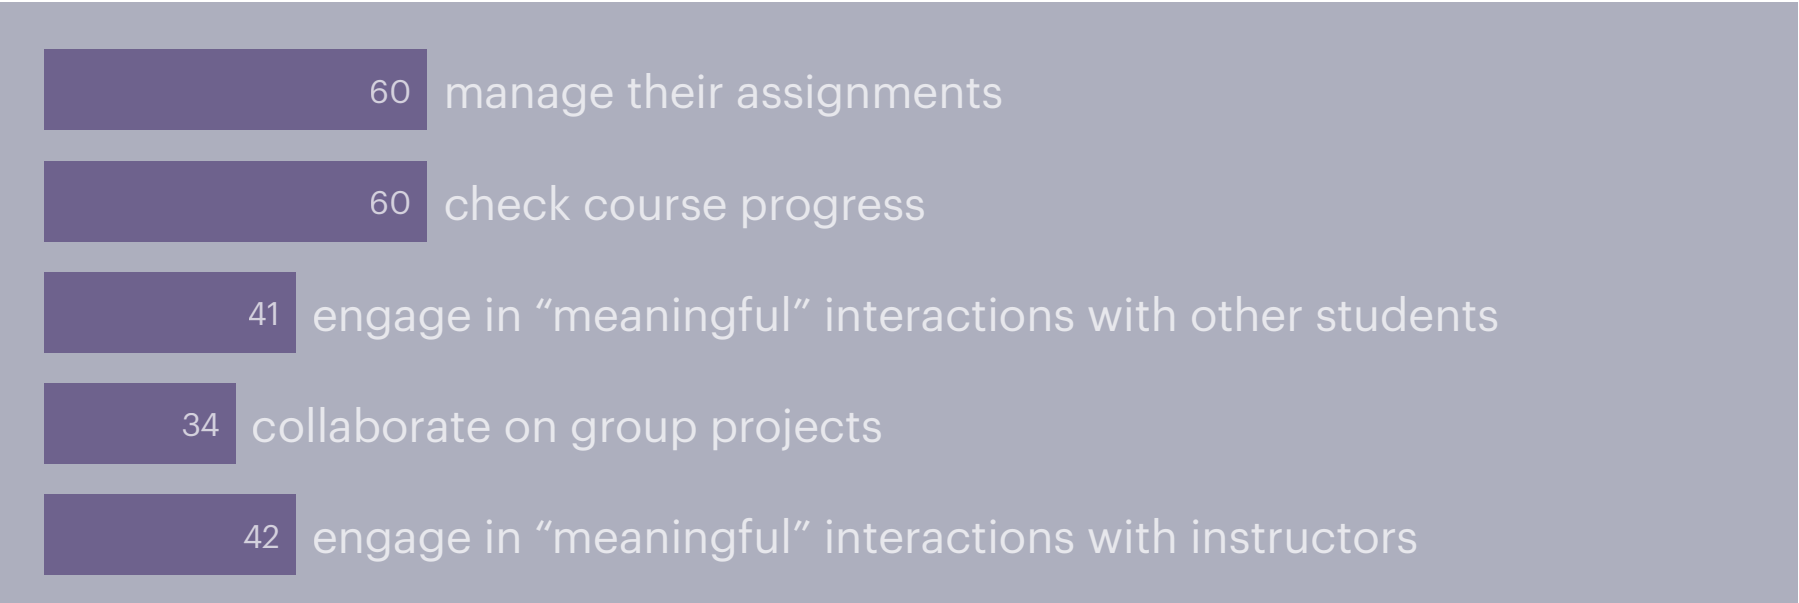 60 manage their assignments
60 check course progress
41 engage in “meaningful” interactions with other students
34 collaborate on group projects
42 engage in “meaningful” interactions with instructors